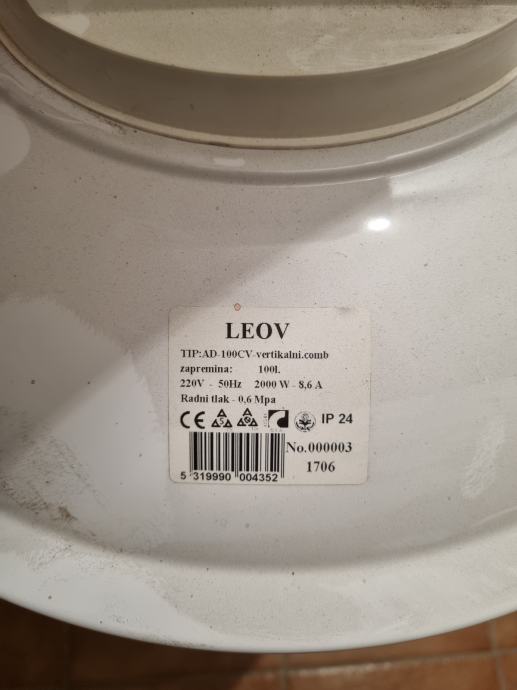 LEOV
TIP:AD-100CV-vertikalni.comb
zapremina: 100l.
220V - 50Hz 2000 W - 8,6 A
Radni tlak - 0,6 Mpa
CE IP 24
No.000003
1706
5 319990 004352